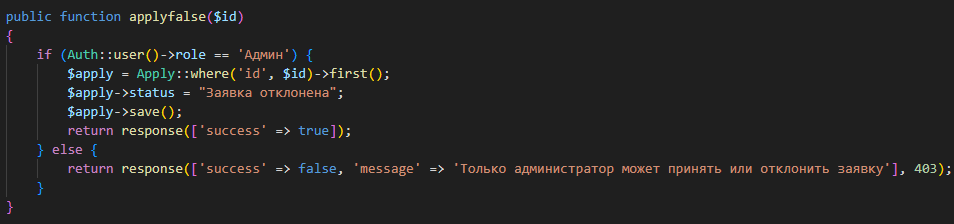 public function applyfalse($id)
{
    if (Auth::user()->role == 'Админ') {
        $apply = Apply::where('id', $id)->first();
        $apply->status = "Заявка отклонена";
        $apply->save();
        return response(['success' => true]);
    } else {
        return response(['success' => false, 'message' => 'Только администратор может принять или отклонить заявку'], 403);
    }
}